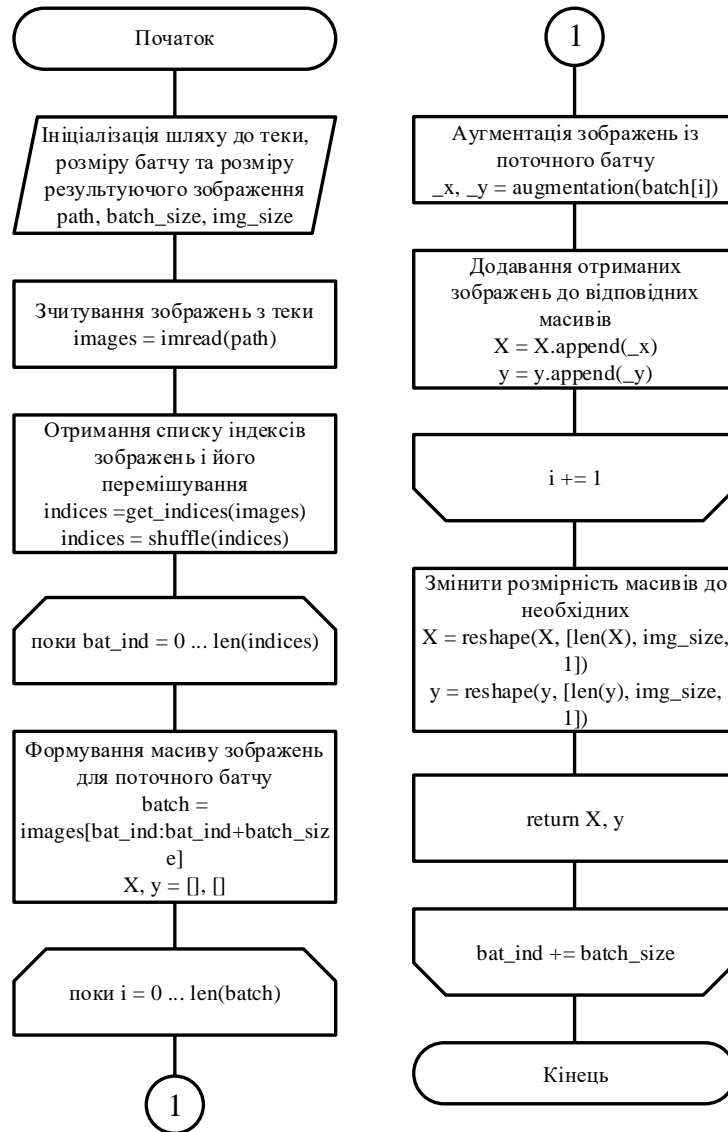 Початок
Ініціалізація шляху до теки,
розміру батчу та розміру
результуючого зображення
path, batch_size, img_size
Зчитування зображень з теки
images = imread(path)
Отримання списку індексів
зображень і його
перемішування
indices =get_indices(images)
indices = shuffle(indices)
поки bat_ind = 0 ... len(indices)
Формування масиву зображень
для поточного батчу
batch =
images[bat_ind:bat_ind+batch_siz
e]
X, y = [], []
поки i = 0 ... len(batch)
1
1
Аугментація зображень із
поточного батчу
_x, _y = augmentation(batch[i])
Додавання отриманих
зображень до відповідних
масивів
X = X.append(_x)
y = y.append(_y)
i += 1
Змінити розмірність масивів до
необхідних
X = reshape(X, [len(X), img_size,
1])
y = reshape(y, [len(y), img_size,
1])
return X, y
bat_ind += batch_size
Кінець